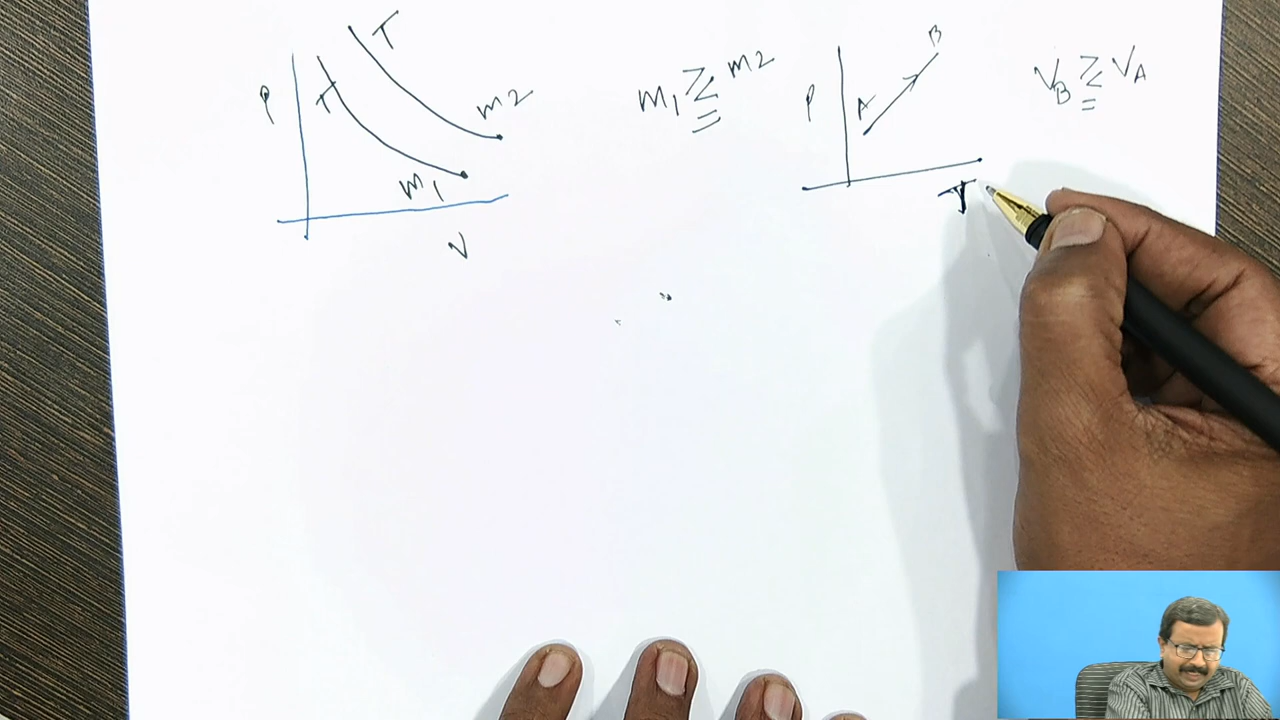 P
T
T
m1
m2
V
m1 ≷ m2
=
P
A
B
T
VB ≷ VA
=